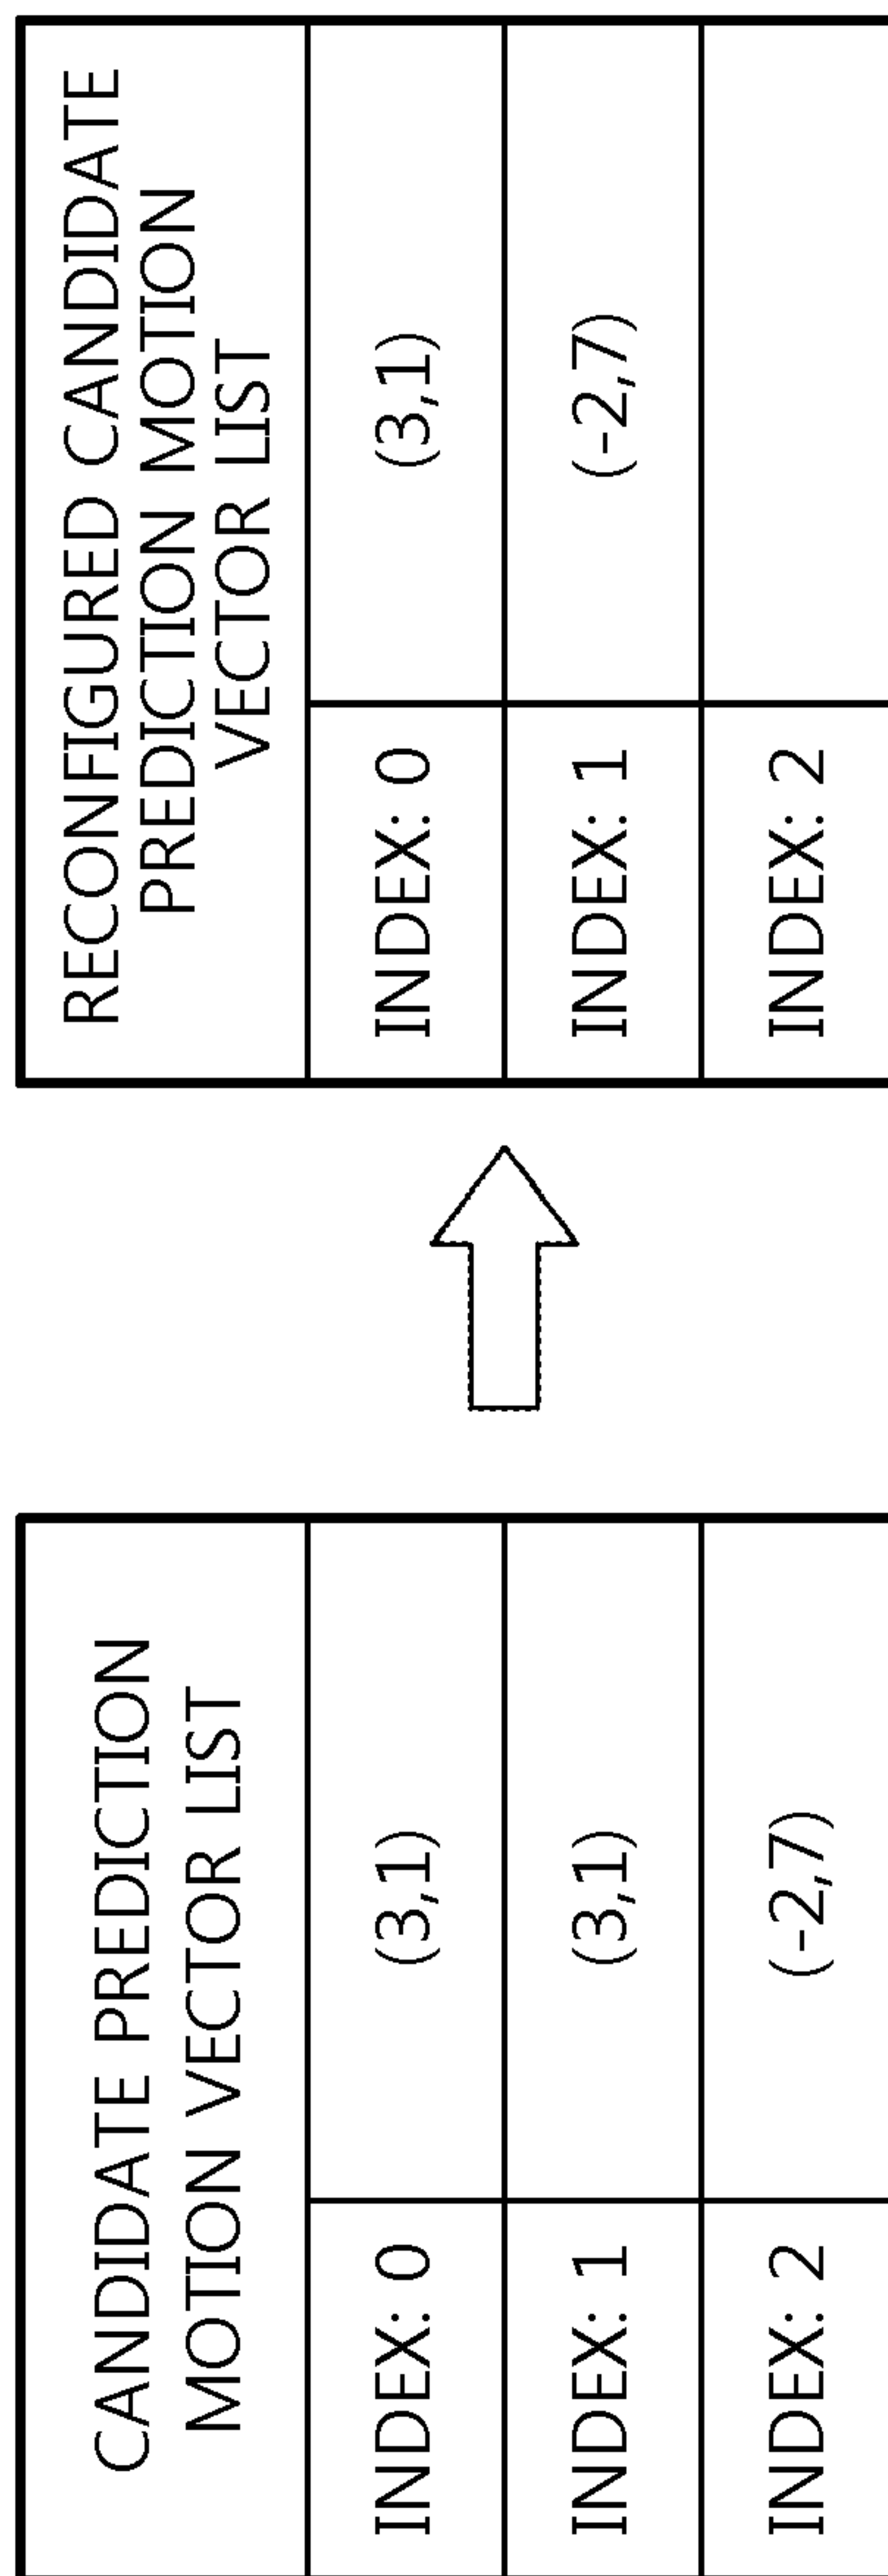 CANDIDATE PREDICTION
MOTION VECTOR LIST
INDEX: 0 (3,1)
INDEX: 1 (3,1)
INDEX: 2 (-2,7)
RECONFIGURED CANDIDATE
PREDICTION MOTION
VECTOR LIST
INDEX: 0 (3,1)
INDEX: 1 (-2,7)
INDEX: 2